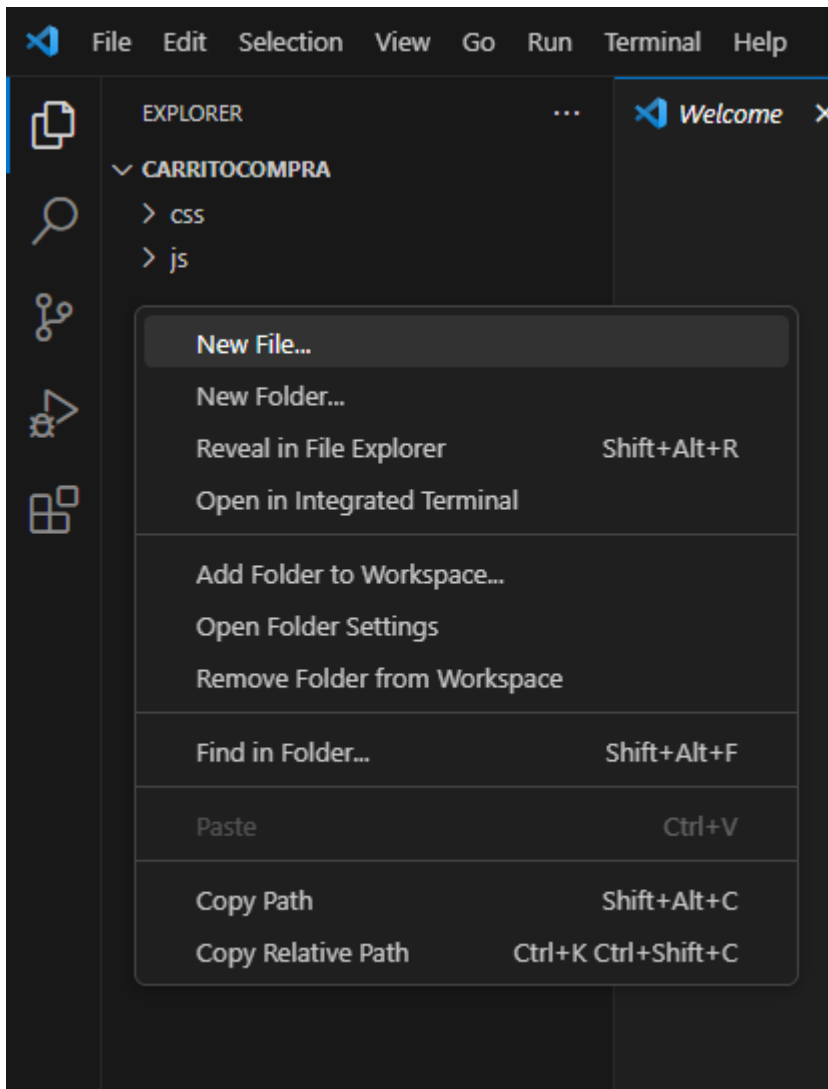 File Edit Selection View Go Run Terminal Help
EXPLORER ... Welcome
CARRITOCOMPRA
css
js
New File...
New Folder...
Reveal in File Explorer Shift+Alt+R
Open in Integrated Terminal
Add Folder to Workspace...
Open Folder Settings
Remove Folder from Workspace
Find in Folder... Shift+Alt+F
Paste Ctrl+V
Copy Path Shift+Alt+C
Copy Relative Path Ctrl+K Ctrl+Shift+C